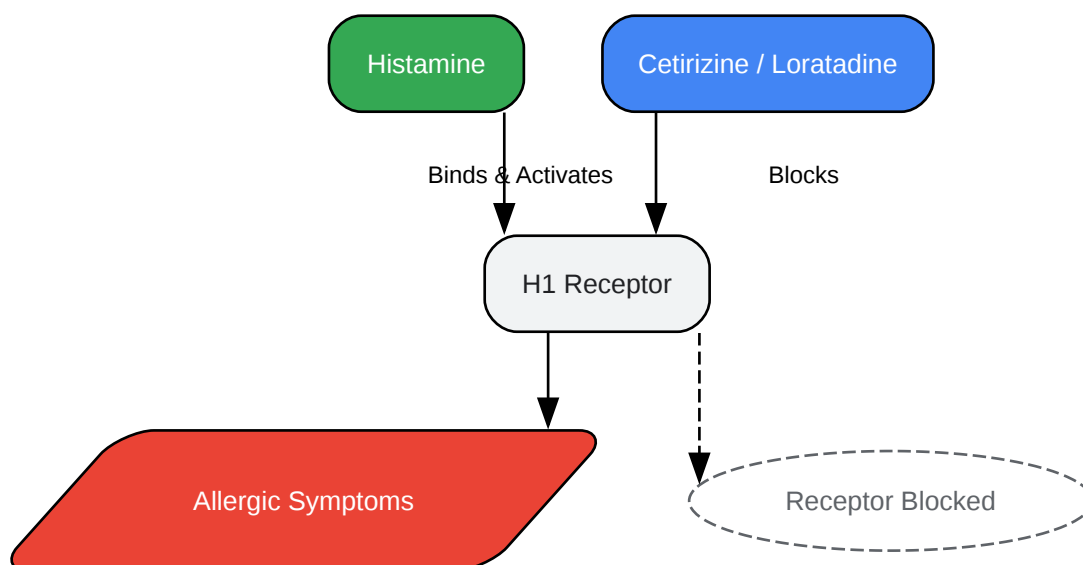 Histamine
Cetirizine / Loratadine
Binds & Activates
Blocks
H1 Receptor
Allergic Symptoms
Receptor Blocked